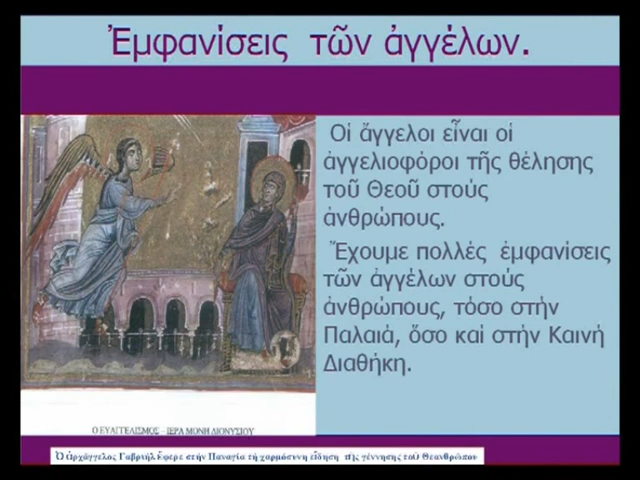 Ἐμφανίσεις τῶν ἀγγέλων.
Οἱ ἄγγελοι εἶναι οἱ
ἀγγελιοφόροι τῆς θέλησης
τοῦ Θεοῦ στούς
ἀνθρώπους.
Ἔχουμε πολλές ἐμφανίσεις
τῶν ἀγγέλων στούς
ἀνθρώπους, τόσο στήν
Παλαιά, ὅσο καί στήν Καινή
Διαθήκη.
Ο ΕΥΑΓΓΕΛΙΣΜΟΣ - ΙΕΡΑ ΜΟΝΗ ΔΙΟΝΥΣΙΟΥ
Ὁ ἀρχάγγελος Γαβριήλ ἔφερε στήν Παναγία τή χαρμόσυνη εἴδηση τῆς γέννησης τοῦ Θεανθρώπου